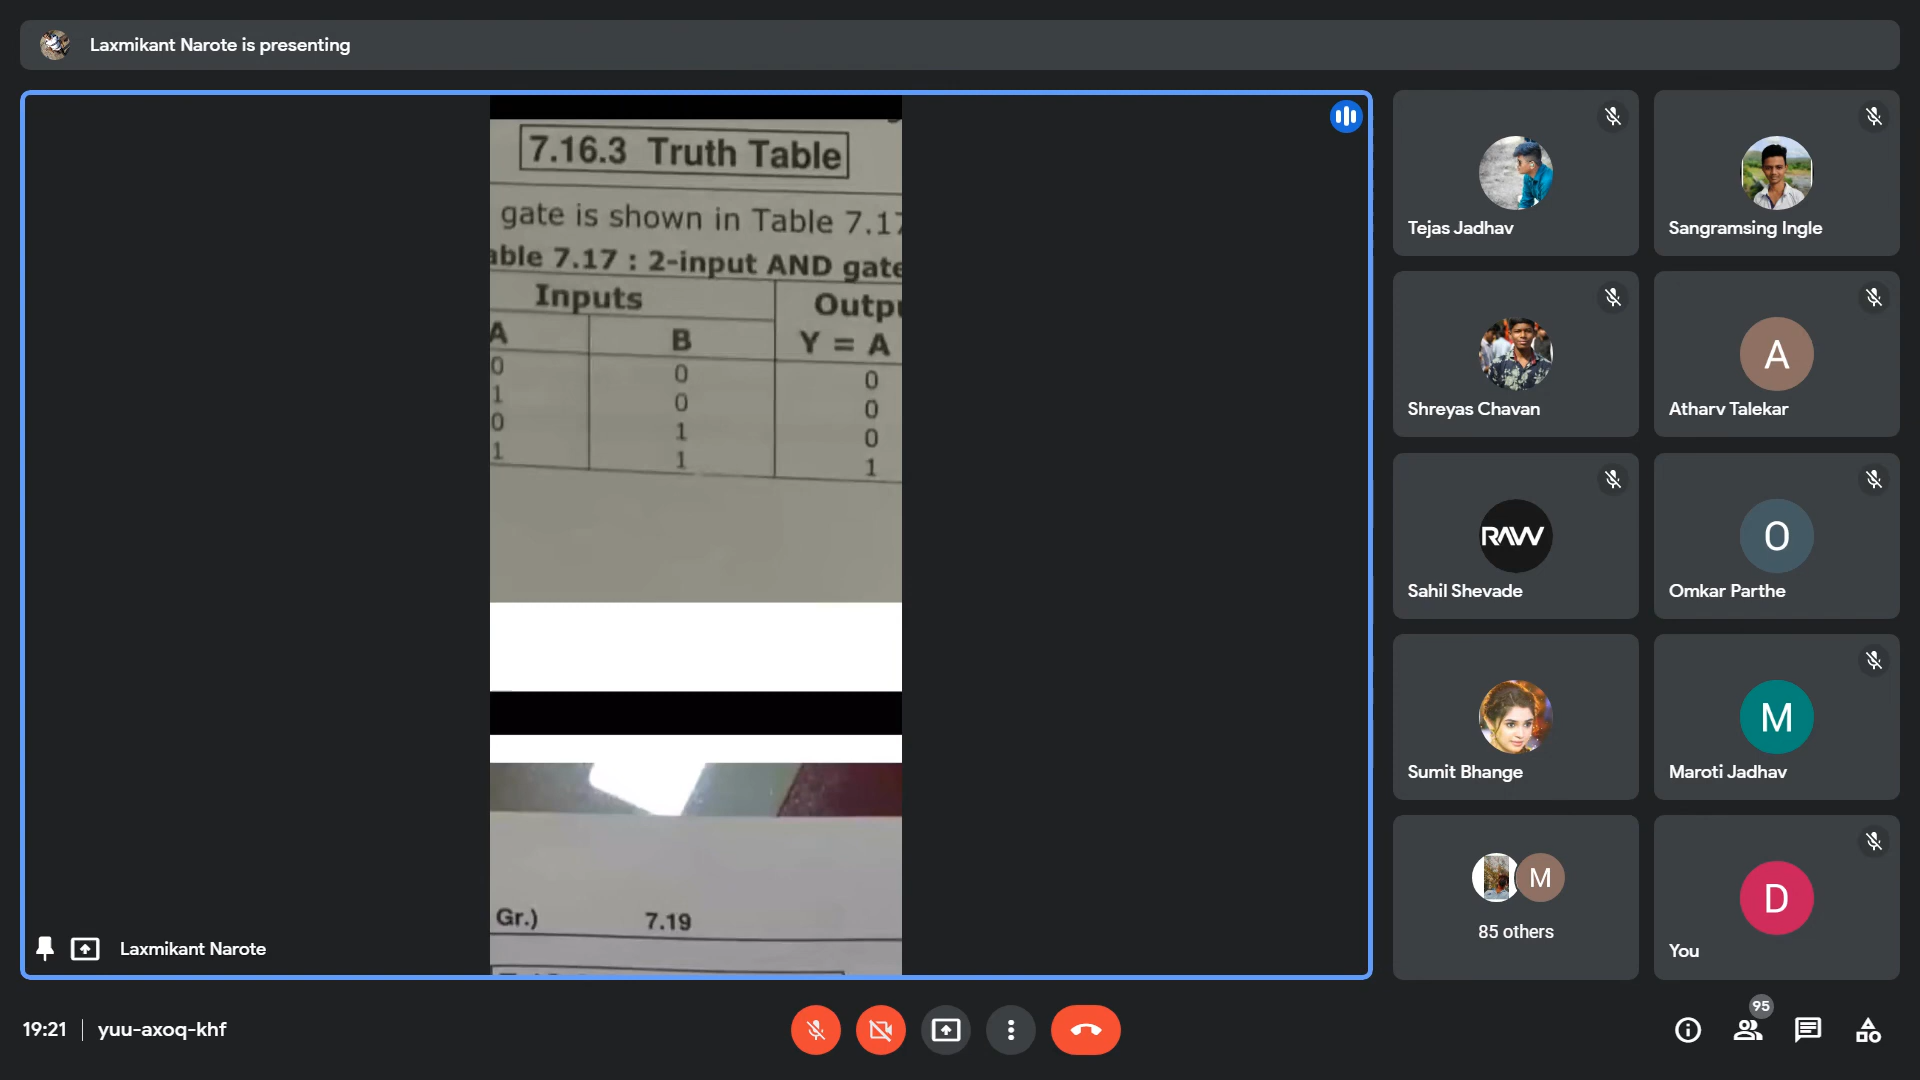 Laxmikant Narote is presenting
7.16.3 Truth Table
gate is shown in Table 7.17
able 7.17 : 2-input AND gate
Inputs
Outp
A B Y = A
0 0 0
1 0 0
0 1 0
1 1 1
Gr.) 7.19
Laxmikant Narote
Tejas Jadhav
Sangramsing Ingle
Shreyas Chavan
A
Atharv Talekar
RAW
Sahil Shevade
O
Omkar Parthe
Sumit Bhange
M
Maroti Jadhav
M
85 others
D
You
19:21 | yuu-axoq-khf
95